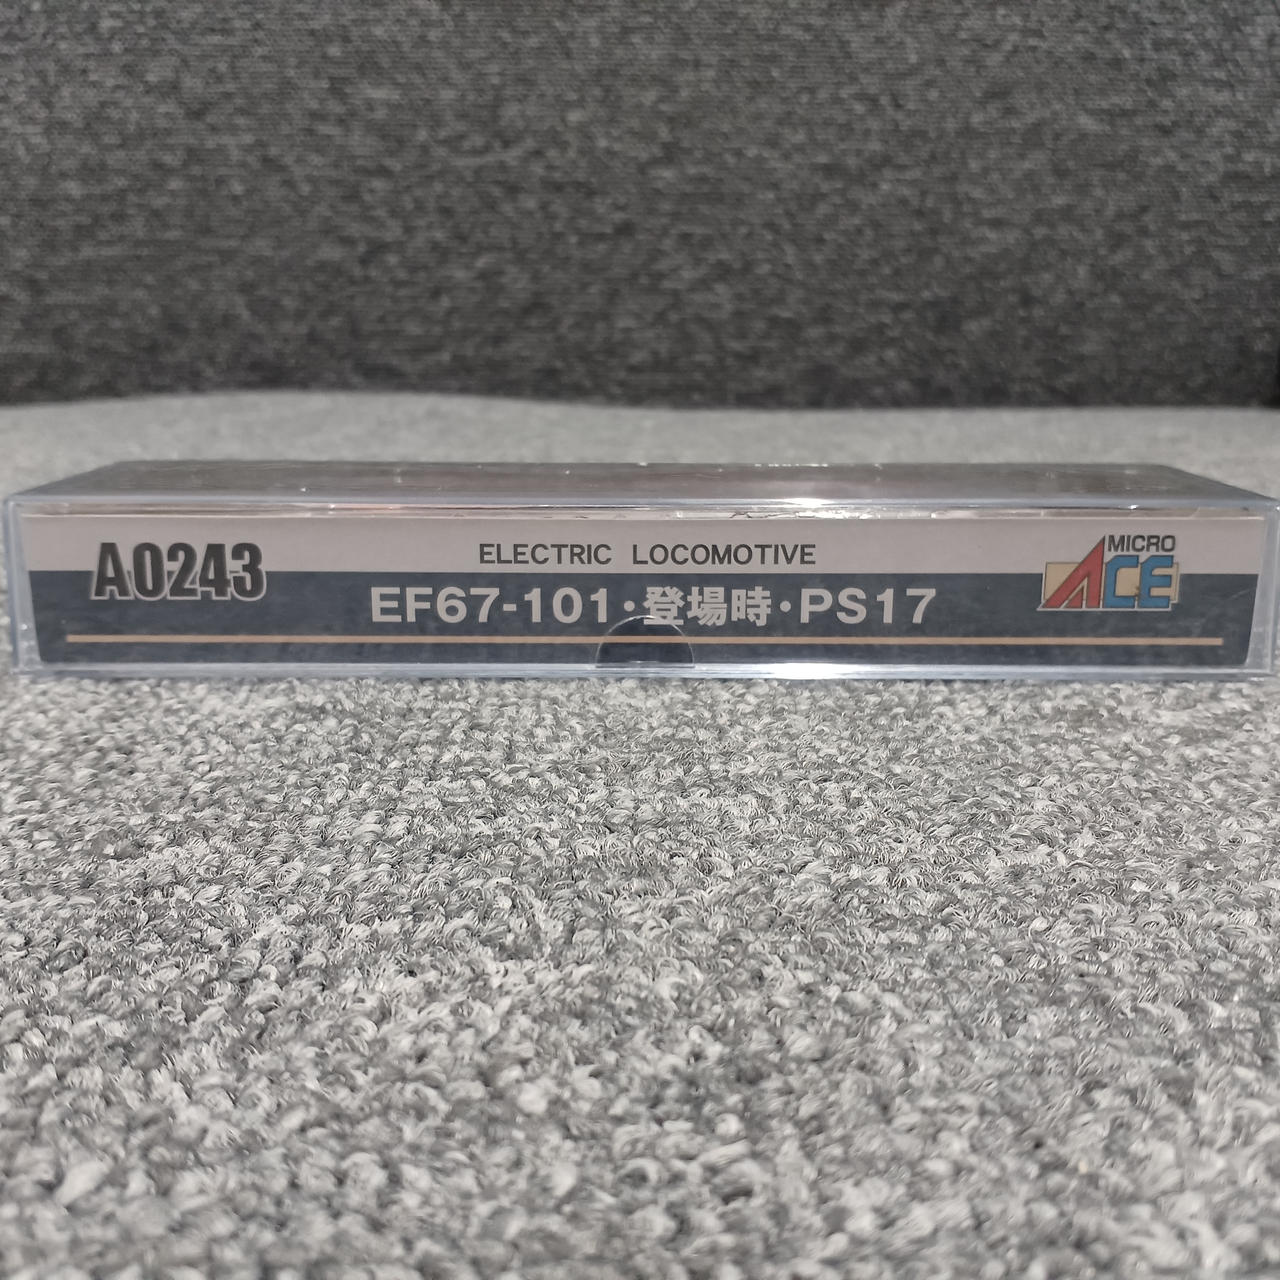 A0243
ELECTRIC LOCOMOTIVE
EF67-101・登場時・PS17
MICRO
ACE